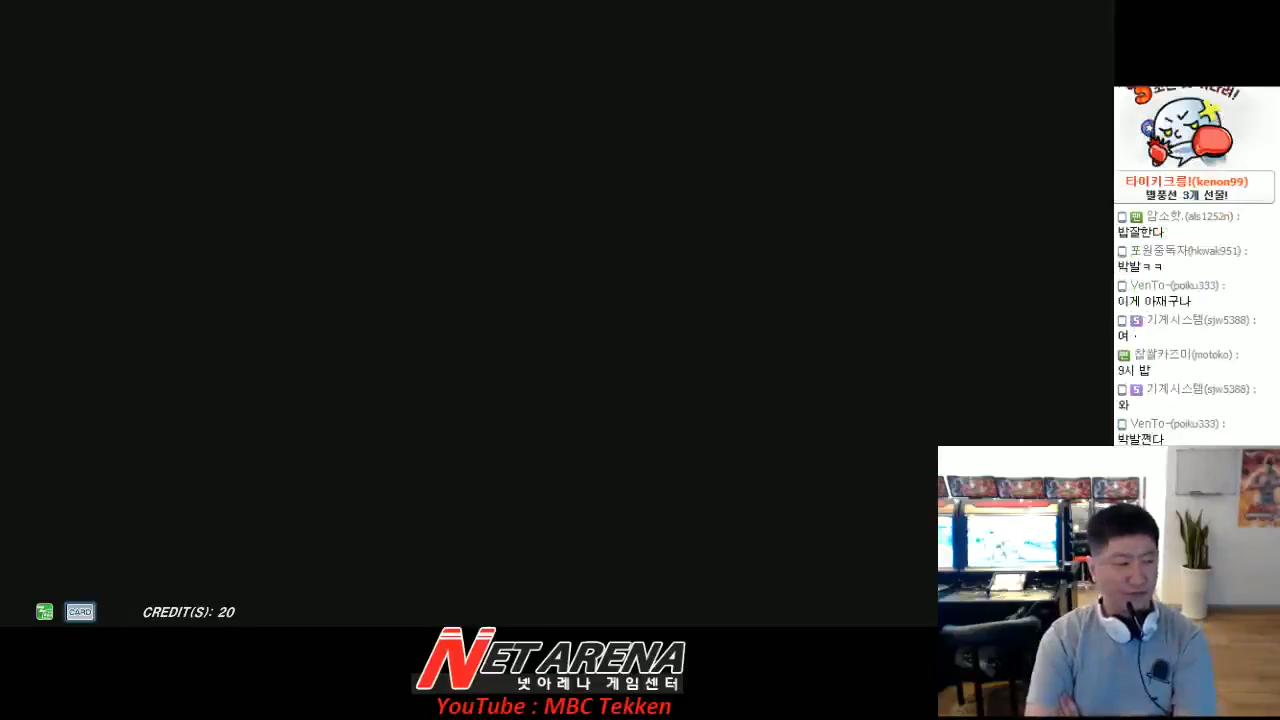 타이키크릉!(kenon99)
별풍선 3개 선물!
팬 암소핫.(als1252n) :
밥잘한다
포원중독자(hkwak951) :
박발ㅋㅋ
VenTo-(poiku333) :
이게 아재구나
S 기계시스템(sjw5388) :
여 ·
팬 찹쌀카즈미(motoko) :
9시 밥
S 기계시스템(sjw5388) :
와
VenTo-(poiku333) :
박발쩐다
CARD
CREDIT(S): 20
NET ARENA
넷아레나 게임센터
YouTube : MBC Tekken